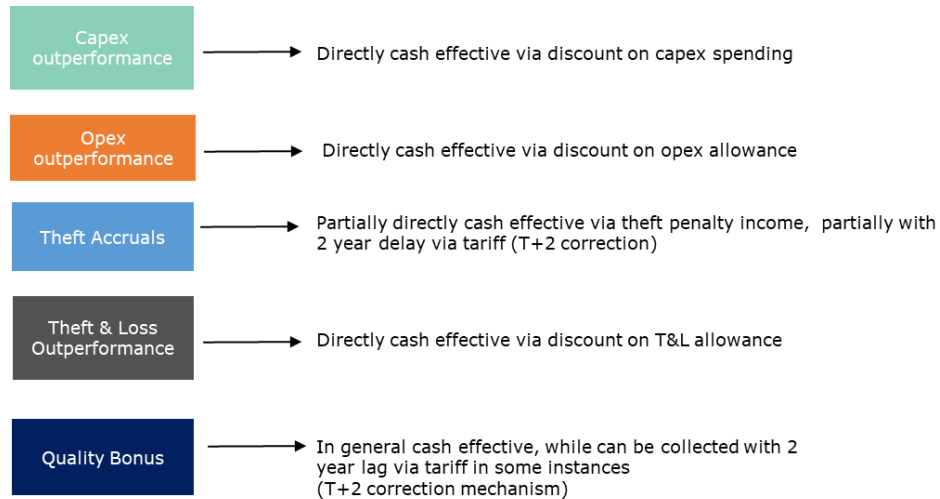 Capex
outperformance
Directly cash effective via discount on capex spending
Opex
outperformance
Directly cash effective via discount on opex allowance
Theft Accruals
Partially directly cash effective via theft penalty income, partially with
2 year delay via tariff (T+2 correction)
Theft & Loss
Outperformance
Directly cash effective via discount on T&L allowance
Quality Bonus
In general cash effective, while can be collected with 2
year lag via tariff in some instances
(T+2 correction mechanism)